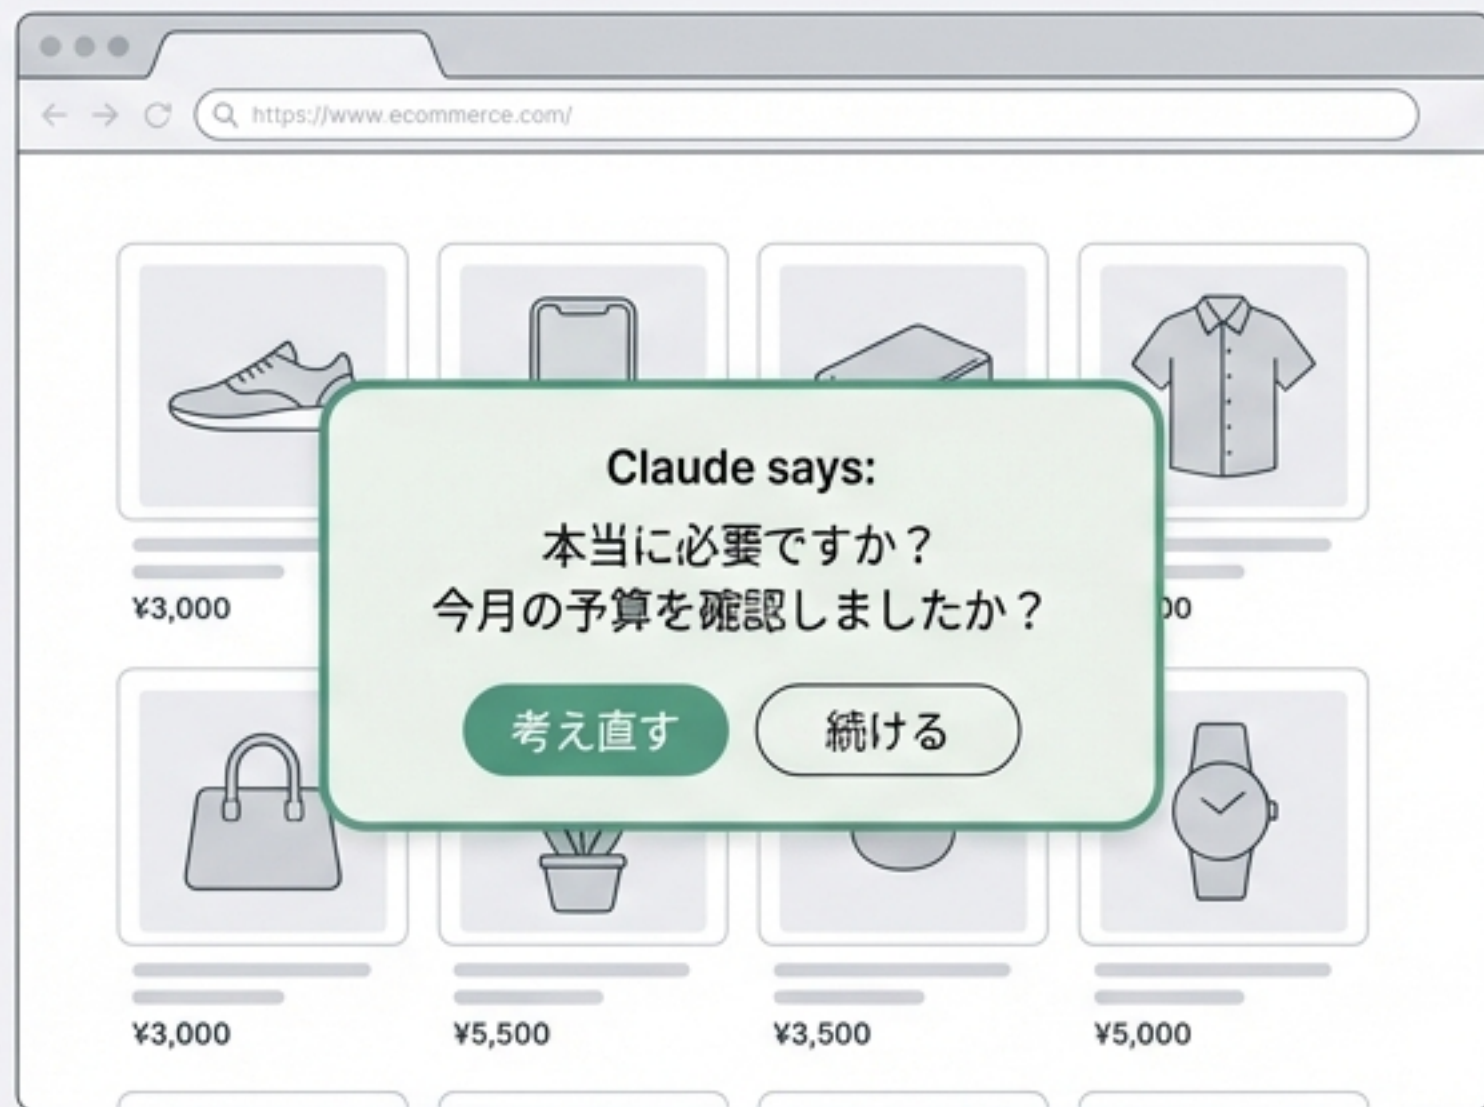 https://www.ecommerce.com/
Claude says:
本当に必要ですか？
今月の予算を確認しましたか？
考え直す
続ける
¥3,000
00
¥3,000
¥5,500
¥3,500
¥5,000